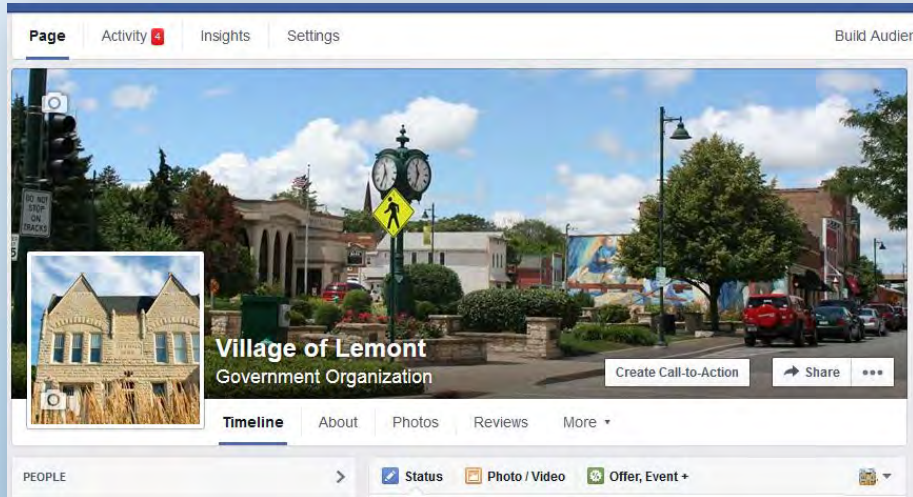 Page Activity 4 Insights Settings Build Audien
DO NOT
STOP
ON
TRACKS
Village of Lemont
Government Organization
Create Call-to-Action Share
Timeline About Photos Reviews More
PEOPLE Status Photo / Video Offer, Event +